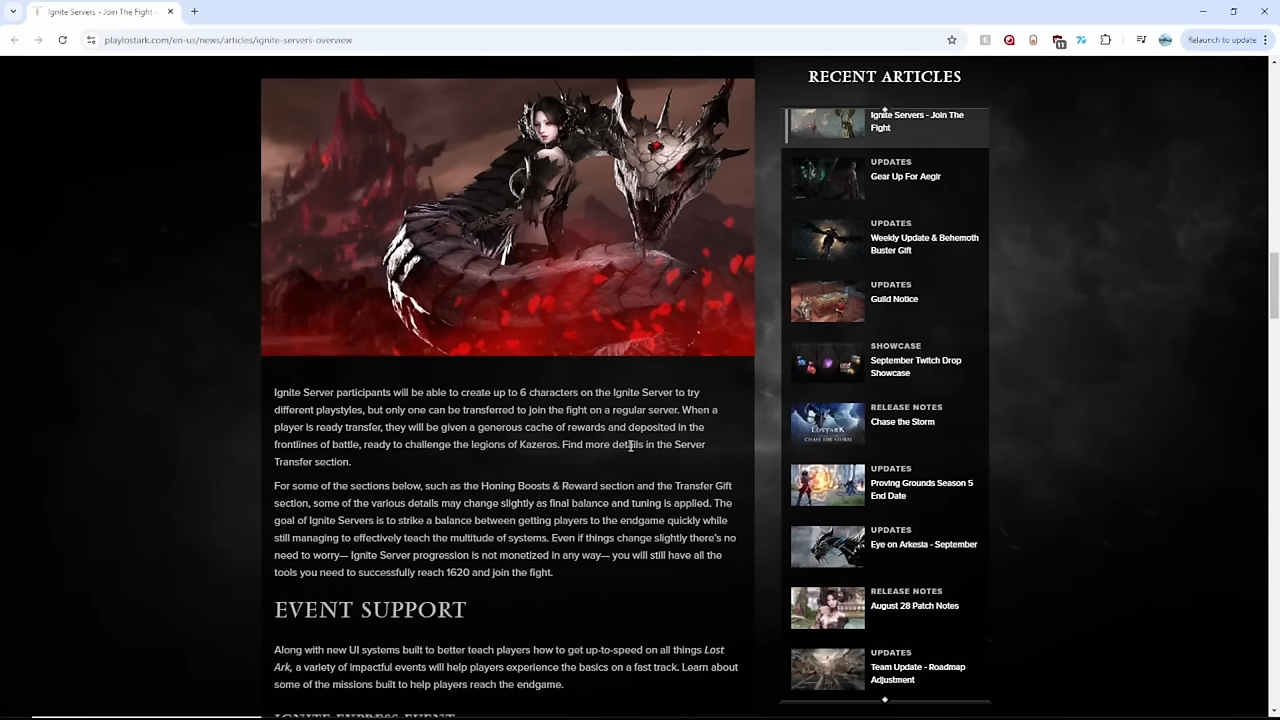 Ignite Servers - Join The Fight -
playlostark.com/en-us/news/articles/ignite-servers-overview
11
Relaunch to update
RECENT ARTICLES
Ignite Servers - Join The
Fight
UPDATES
Gear Up For Aegir
UPDATES
Weekly Update & Behemoth
Buster Gift
UPDATES
Guild Notice
SHOWCASE
September Twitch Drop
Showcase
RELEASE NOTES
Chase the Storm
UPDATES
Proving Grounds Season 5
End Date
UPDATES
Eye on Arkesia - September
RELEASE NOTES
August 28 Patch Notes
UPDATES
Team Update - Roadmap
Adjustment
LOST ARK
CHASE THE STORM
Ignite Server participants will be able to create up to 6 characters on the Ignite Server to try
different playstyles, but only one can be transferred to join the fight on a regular server. When a
player is ready transfer, they will be given a generous cache of rewards and deposited in the
frontlines of battle, ready to challenge the legions of Kazeros. Find more details in the Server
Transfer section.
For some of the sections below, such as the Honing Boosts & Reward section and the Transfer Gift
section, some of the various details may change slightly as final balance and tuning is applied. The
goal of Ignite Servers is to strike a balance between getting players to the endgame quickly while
still managing to effectively teach the multitude of systems. Even if things change slightly there's no
need to worry— Ignite Server progression is not monetized in any way— you will still have all the
tools you need to successfully reach 1620 and join the fight.
EVENT SUPPORT
Along with new UI systems built to better teach players how to get up-to-speed on all things Lost
Ark, a variety of impactful events will help players experience the basics on a fast track. Learn about
some of the missions built to help players reach the endgame.
IGNITE EXPRESS EVENT